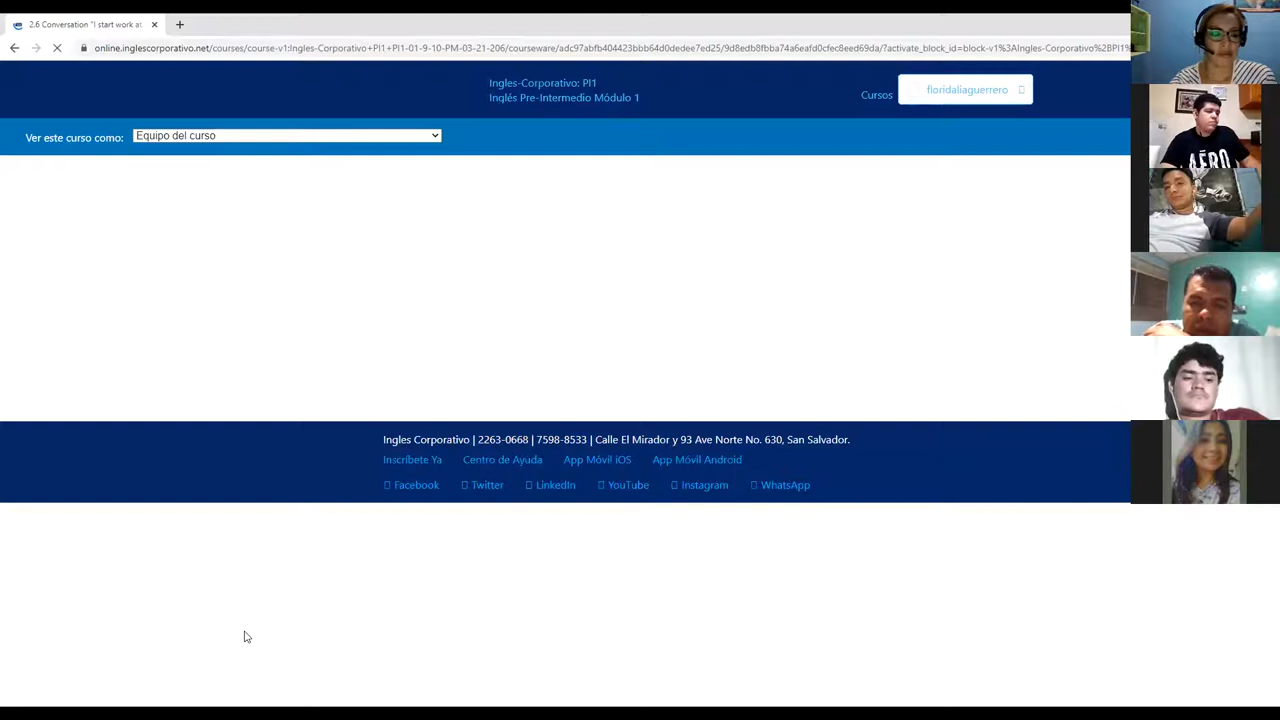 2.6 Conversation "I start work at
online.inglescorporativo.net/courses/course-v1:Ingles-Corporativo+PI1+PI1-01-9-10-PM-03-21-206/courseware/adc97abfb404423bbb64d0dedee7ed25/9d8edb8fbba74a6eafd0cfec8eed69da/?activate_block_id=block-v1%3AIngles-Corporativo%2BPI1%
Ingles-Corporativo: PI1
Inglés Pre-Intermedio Módulo 1
Cursos
floridaliaguerrero
Ver este curso como:
Equipo del curso
Ingles Corporativo | 2263-0668 | 7598-8533 | Calle El Mirador y 93 Ave Norte No. 630, San Salvador.
Inscríbete Ya Centro de Ayuda App Móvil iOS App Móvil Android
Facebook Twitter LinkedIn YouTube Instagram WhatsApp
AÉRO